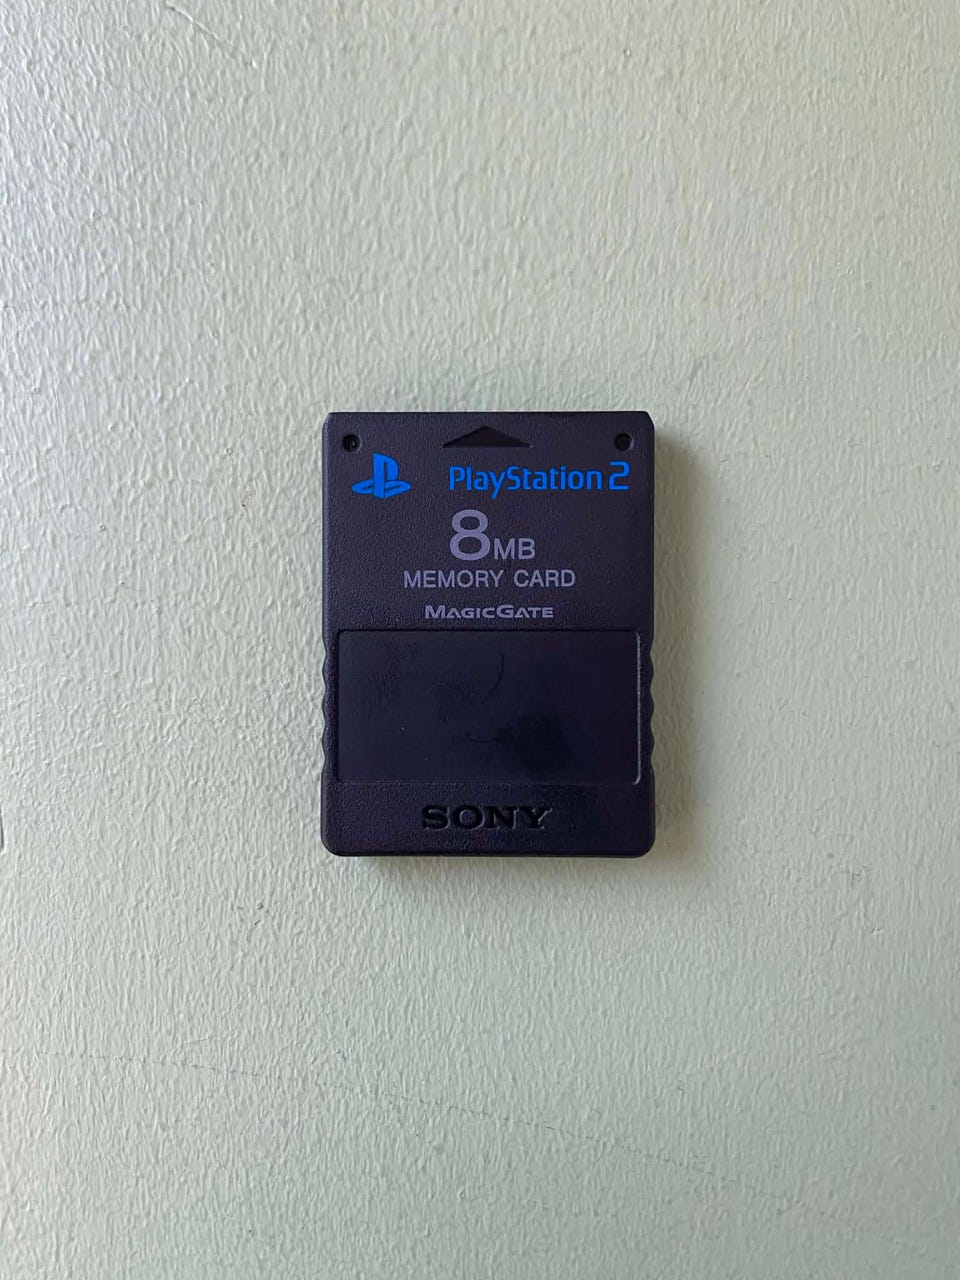 PlayStation 2
8MB
MEMORY CARD
MAGICGATE
SONY